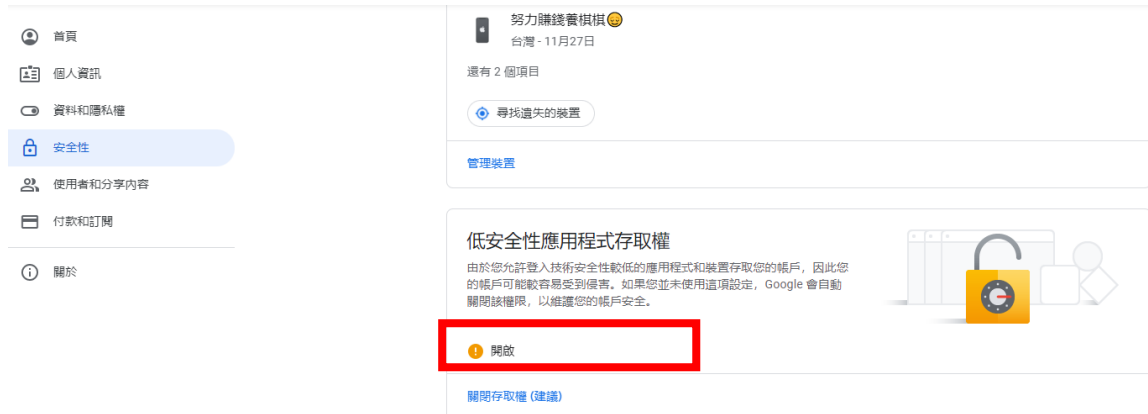 首頁
個人資訊
資料和隱私權
安全性
使用者和分享內容
付款和訂閱
關於
努力賺錢養棋棋😞
台灣 - 11月27日
還有 2 個項目
尋找遺失的裝置
管理裝置
低安全性應用程式存取權
由於您允許登入技術安全性較低的應用程式和裝置存取您的帳戶，因此您
的帳戶可能較容易受到侵害。如果您並未使用這項設定，Google 會自動
關閉該權限，以維護您的帳戶安全。
開啟
關閉存取權 (建議)